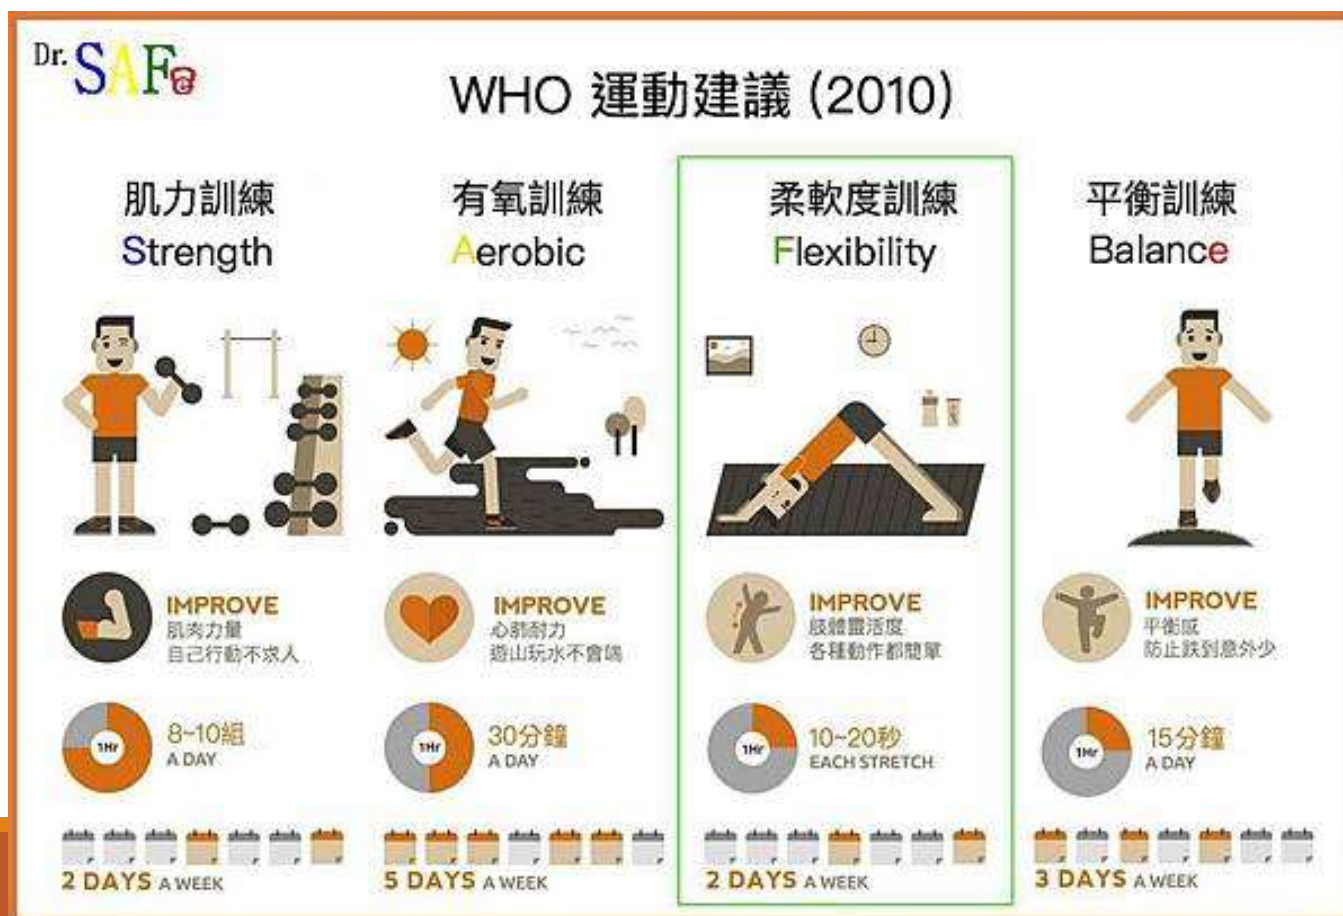 Dr. SAFe
WHO 運動建議 (2010)
肌力訓練
Strength
有氧訓練
Aerobic
柔軟度訓練
Flexibility
平衡訓練
Balance
IMPROVE
肌肉力量
自己行動不求人
IMPROVE
心肺耐力
遊山玩水不會喘
IMPROVE
肢體靈活度
各種動作都簡單
IMPROVE
平衡感
防止跌到意外少
1Hr
8~10組
A DAY
1Hr
30分鐘
A DAY
1Hr
10~20秒
EACH STRETCH
1Hr
15分鐘
A DAY
2 DAYS A WEEK
5 DAYS A WEEK
2 DAYS A WEEK
3 DAYS A WEEK